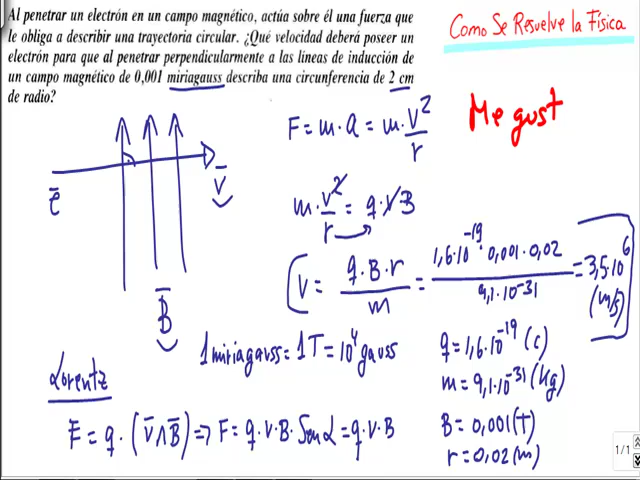 Al penetrar un electrón en un campo magnético, actúa sobre él una fuerza que
le obliga a describir una trayectoria circular. ¿Qué velocidad deberá poseer un
electrón para que al penetrar perpendicularmente a las líneas de inducción de
un campo magnético de 0,001 miriagauss describa una circunferencia de 2 cm
de radio?
Como Se Resuelve la Física
Me gust
F = m · a = m · v²/r
e⁻
V̄
B̄
m · v²/r = q · v B
V = q · B · r / m = 1,6·10⁻¹⁹ · 0,001 · 0,02 / 9,1·10⁻³¹ = 3,5·10⁶ (m/s)
1 miriagauss = 1T = 10⁴ gauss
q = 1,6·10⁻¹⁹ (C)
m = 9,1·10⁻³¹ (Kg)
B = 0,001 (T)
r = 0,02 (m)
Lorentz
F̄ = q · (V̄ ∧ B̄) ⇒ F = q · V · B · Sen α = q · V · B
1/1